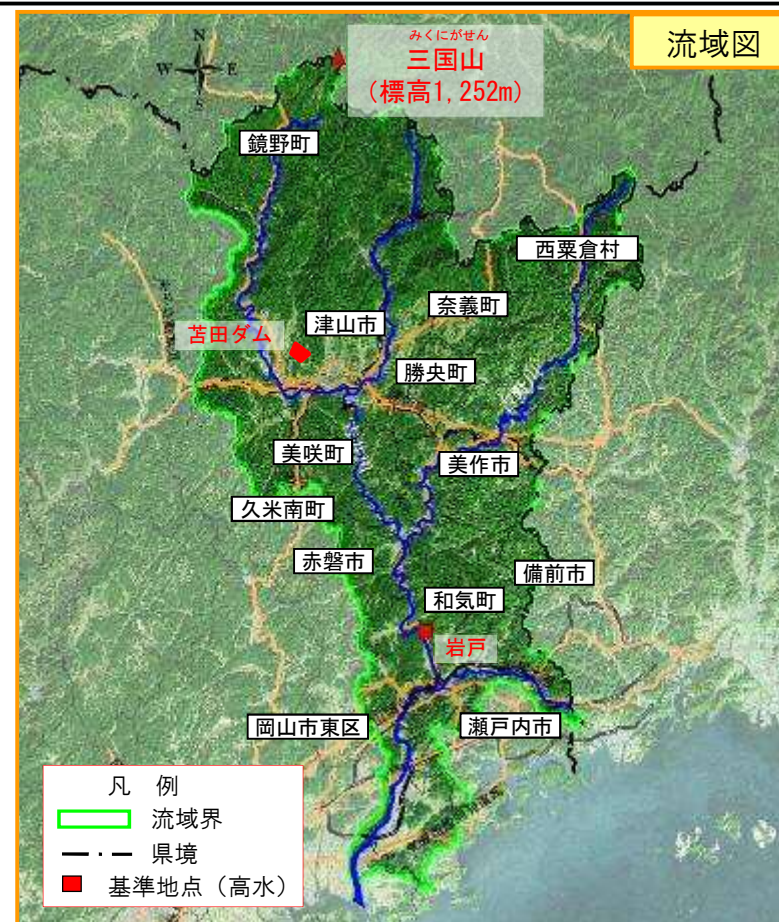 流域図
みくにがせん
三国山
(標高1,252m)
N
W
E
S
鏡野町
西粟倉村
奈義町
津山市
苫田ダム
勝央町
美咲町
美作市
久米南町
赤磐市
備前市
和気町
岩戸
岡山市東区
瀬戸内市
凡 例
流域界
県境
基準地点（高水）